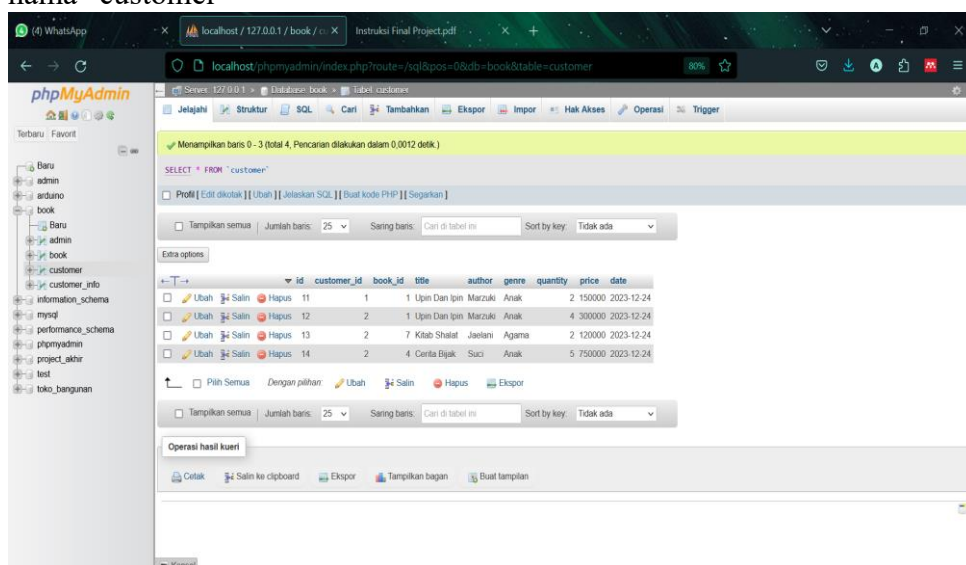 nama "customer"
(4) WhatsApp
localhost / 127.0.0.1 / book / c
Instruksi Final Project.pdf
localhost/phpmyadmin/index.php?route=/sql&pos=0&db=book&table=customer
80%
phpMyAdmin
Terbaru Favorit
Baru
admin
arduino
book
Baru
admin
book
customer
customer_info
information_schema
mysql
performance_schema
phpmyadmin
project_akhir
test
toko_bangunan
Server: 127.0.0.1 » Database: book » Tabel: customer
Jelajahi Struktur SQL Cari Tambahkan Ekspor Impor Hak Akses Operasi Trigger
Menampilkan baris 0 - 3 (total 4, Pencarian dilakukan dalam 0,0012 detik.)
SELECT * FROM `customer`
Profil [ Edit dikotak ] [ Ubah ] [ Jelaskan SQL ] [ Buat kode PHP ] [ Segarkan ]
Tampilkan semua Jumlah baris: 25 Saring baris: Cari di tabel ini Sort by key: Tidak ada
Extra options
id customer_id book_id title author genre quantity price date
Ubah Salin Hapus 11 1 1 Upin Dan Ipin Marzuki Anak 2 150000 2023-12-24
Ubah Salin Hapus 12 2 1 Upin Dan Ipin Marzuki Anak 4 300000 2023-12-24
Ubah Salin Hapus 13 2 7 Kitab Shalat Jaelani Agama 2 120000 2023-12-24
Ubah Salin Hapus 14 2 4 Cerita Bijak Suci Anak 5 750000 2023-12-24
Pilih Semua Dengan pilihan: Ubah Salin Hapus Ekspor
Tampilkan semua Jumlah baris: 25 Saring baris: Cari di tabel ini Sort by key: Tidak ada
Operasi hasil kueri
Cetak Salin ke clipboard Ekspor Tampilkan bagan Buat tampilan